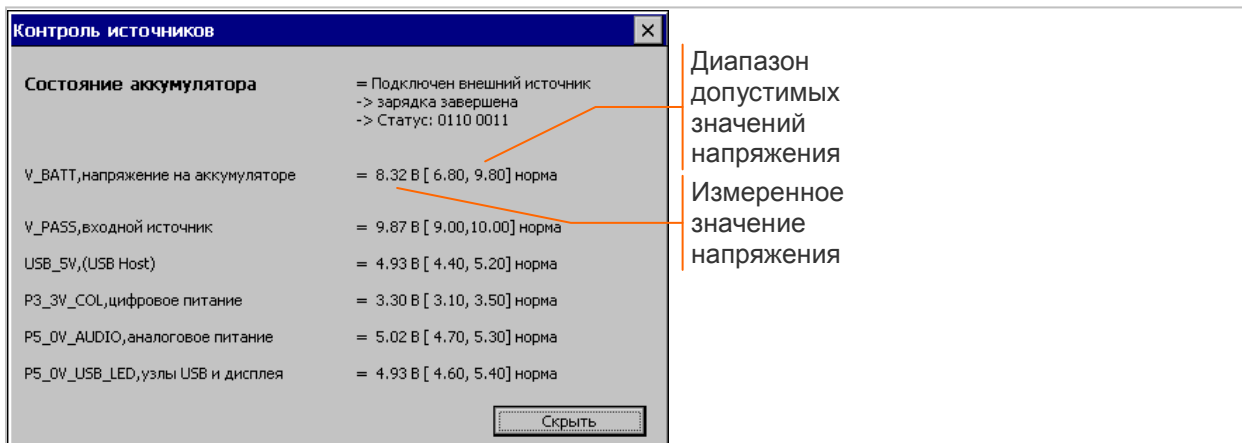 Контроль источников
Состояние аккумулятора = Подключен внешний источник
-> зарядка завершена
-> Статус: 0110 0011
V_BATT,напряжение на аккумуляторе = 8.32 В [ 6.80, 9.80] норма
V_PASS,входной источник = 9.87 В [ 9.00,10.00] норма
USB_5V,(USB Host) = 4.93 В [ 4.40, 5.20] норма
P3_3V_COL,цифровое питание = 3.30 В [ 3.10, 3.50] норма
P5_0V_AUDIO,аналоговое питание = 5.02 В [ 4.70, 5.30] норма
P5_0V_USB_LED,узлы USB и дисплея = 4.93 В [ 4.60, 5.40] норма
Скрыть
Диапазон
допустимых
значений
напряжения
Измеренное
значение
напряжения